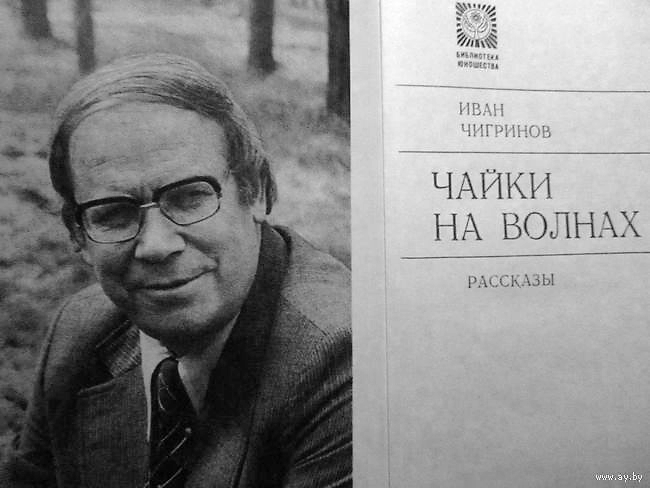 БИБЛИОТЕКА
ЮНОШЕСТВА
ИВАН
ЧИГРИНОВ
ЧАЙКИ
НА ВОЛНАХ
РАССКАЗЫ
www.ay.by